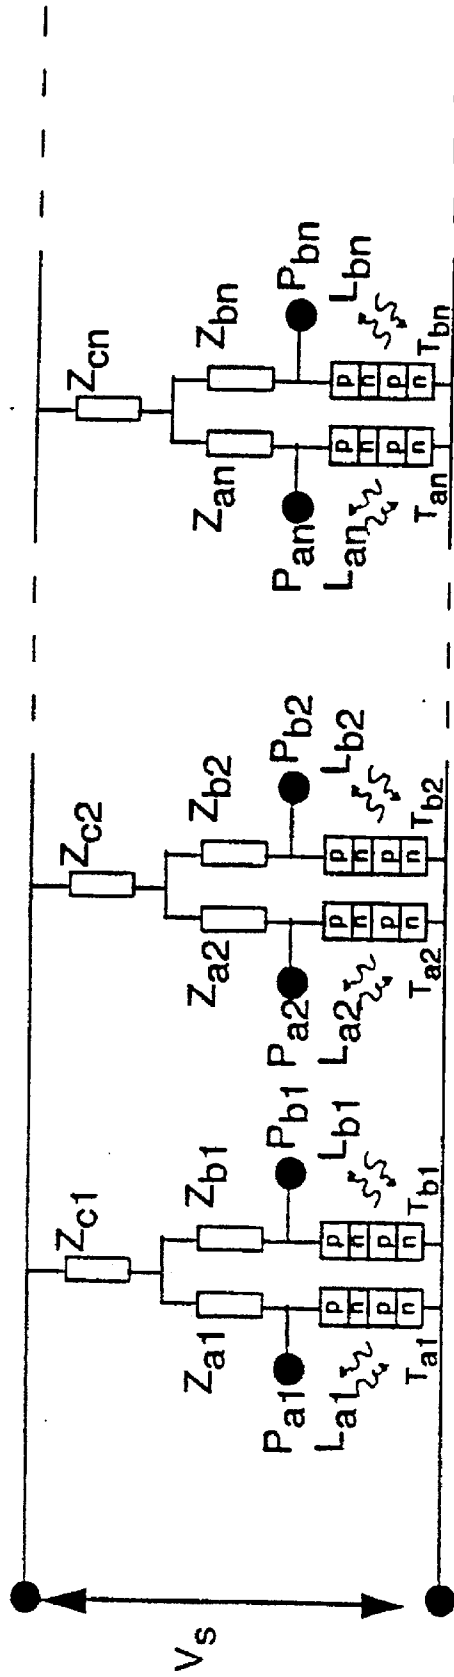 Vs
Zc1 Zc2 Zcn
Za1 Zb1 Za2 Zb2 Zan Zbn
Pa1 Pb1 Pa2 Pb2 Pan Pbn
La1 Lb1 La2 Lb2 Lan Lbn
p p p p p p
n n n n n n
p p p p p p
n n n n n n
Ta1 Tb1 Ta2 Tb2 Tan Tbn